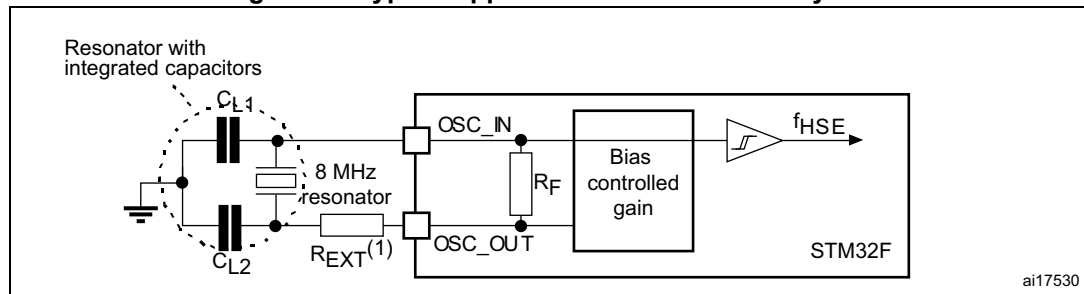 Resonator with
integrated capacitors
CL1
OSC_IN
fHSE
8 MHz
resonator
RF
Bias
controlled
gain
REXT(1)
OSC_OUT
CL2
STM32F
ai17530